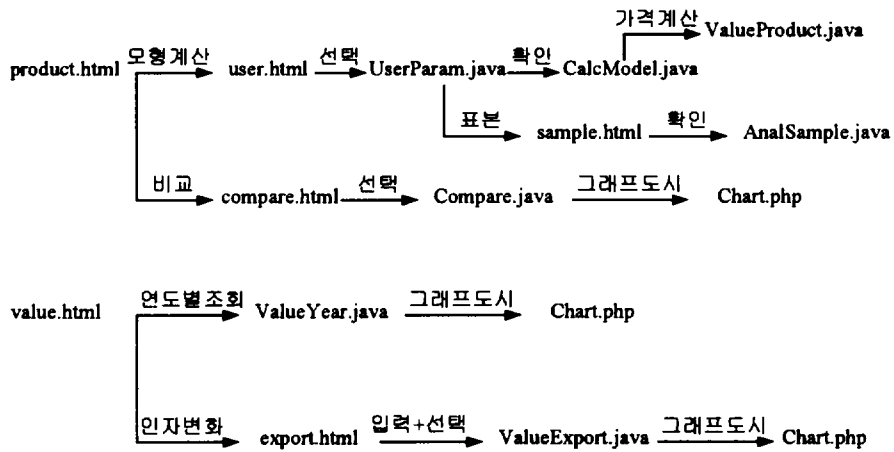 가격계산 ValueProduct.java
product.html 모형계산 user.html 선택 UserParam.java 확인 CalcModel.java
표본 sample.html 확인 AnalSample.java
비교 compare.html 선택 Compare.java 그래프도시 Chart.php
value.html 연도별조회 ValueYear.java 그래프도시 Chart.php
인자변화 export.html 입력+선택 ValueExport.java 그래프도시 Chart.php